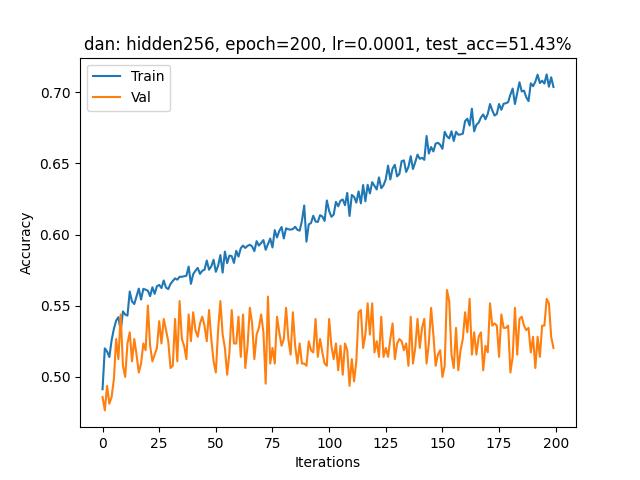 dan: hidden256, epoch=200, lr=0.0001, test_acc=51.43%
Train
Val
0.70
0.65
0.60
0.55
0.50
Accuracy
0 25 50 75 100 125 150 175 200
Iterations